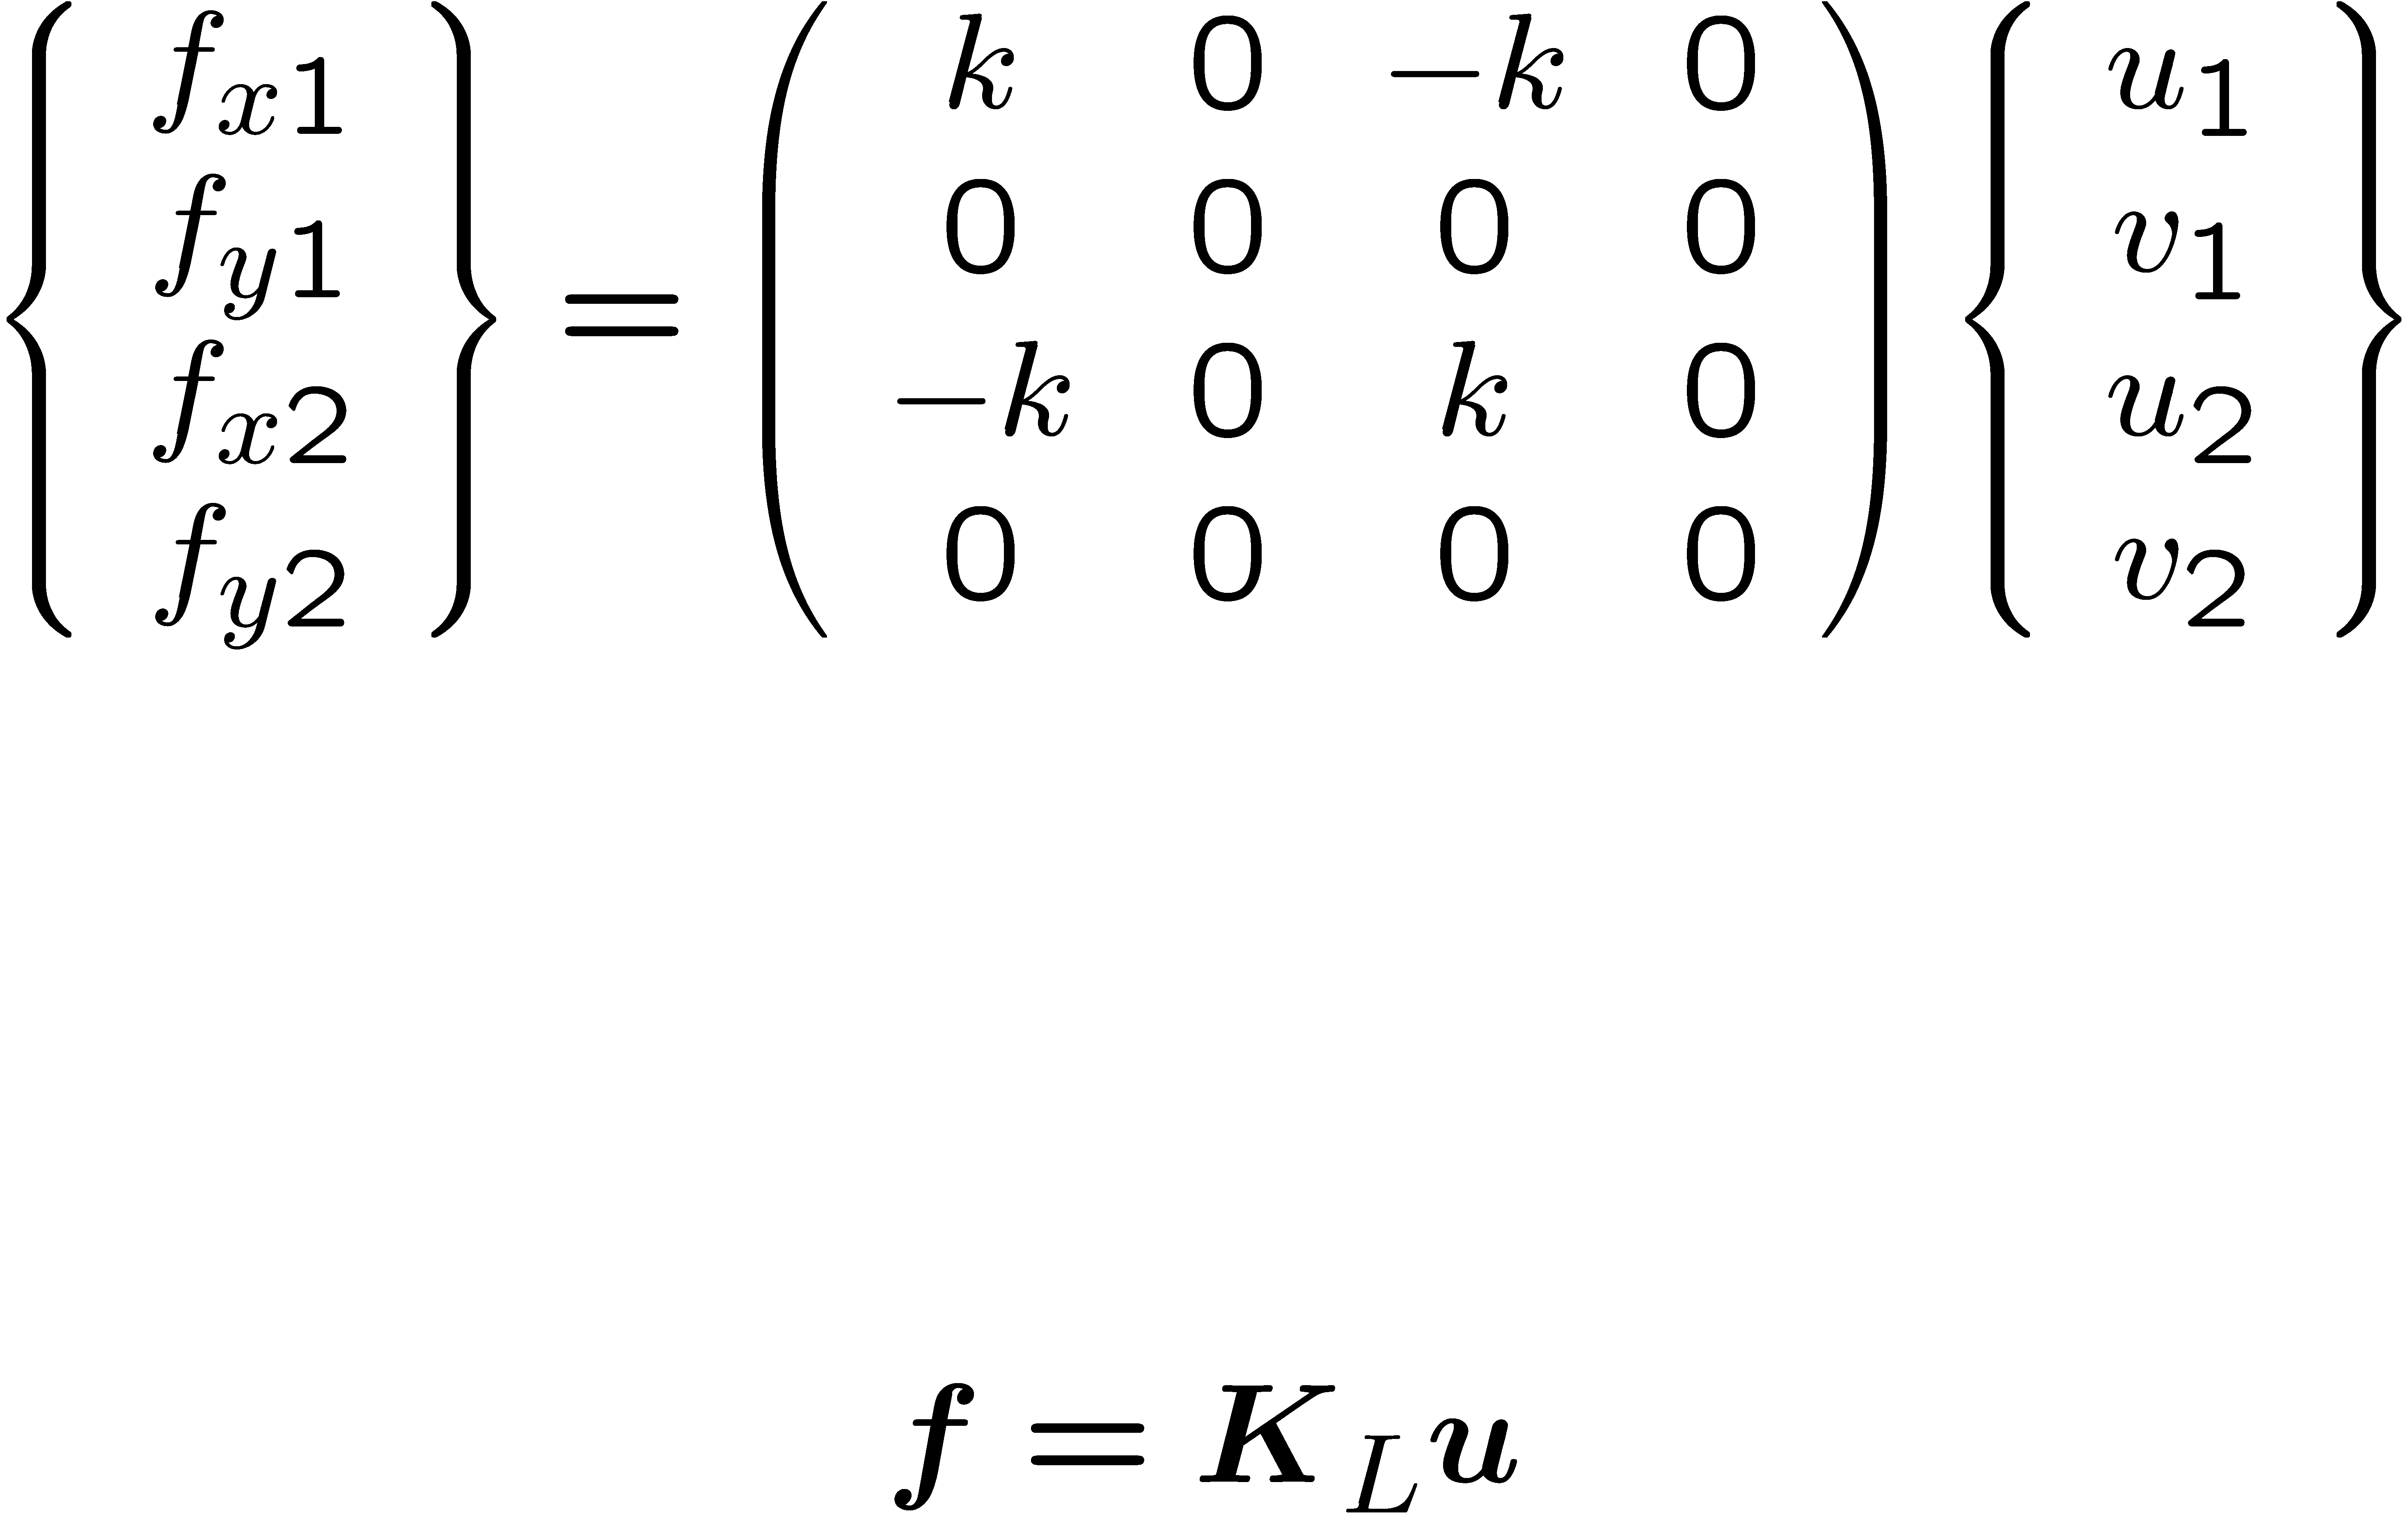 f_{x1} = k 0 −k 0 u_1
f_{y1} 0 0 0 0 v_1
f_{x2} −k 0 k 0 u_2
f_{y2} 0 0 0 0 v_2
f = K_L u